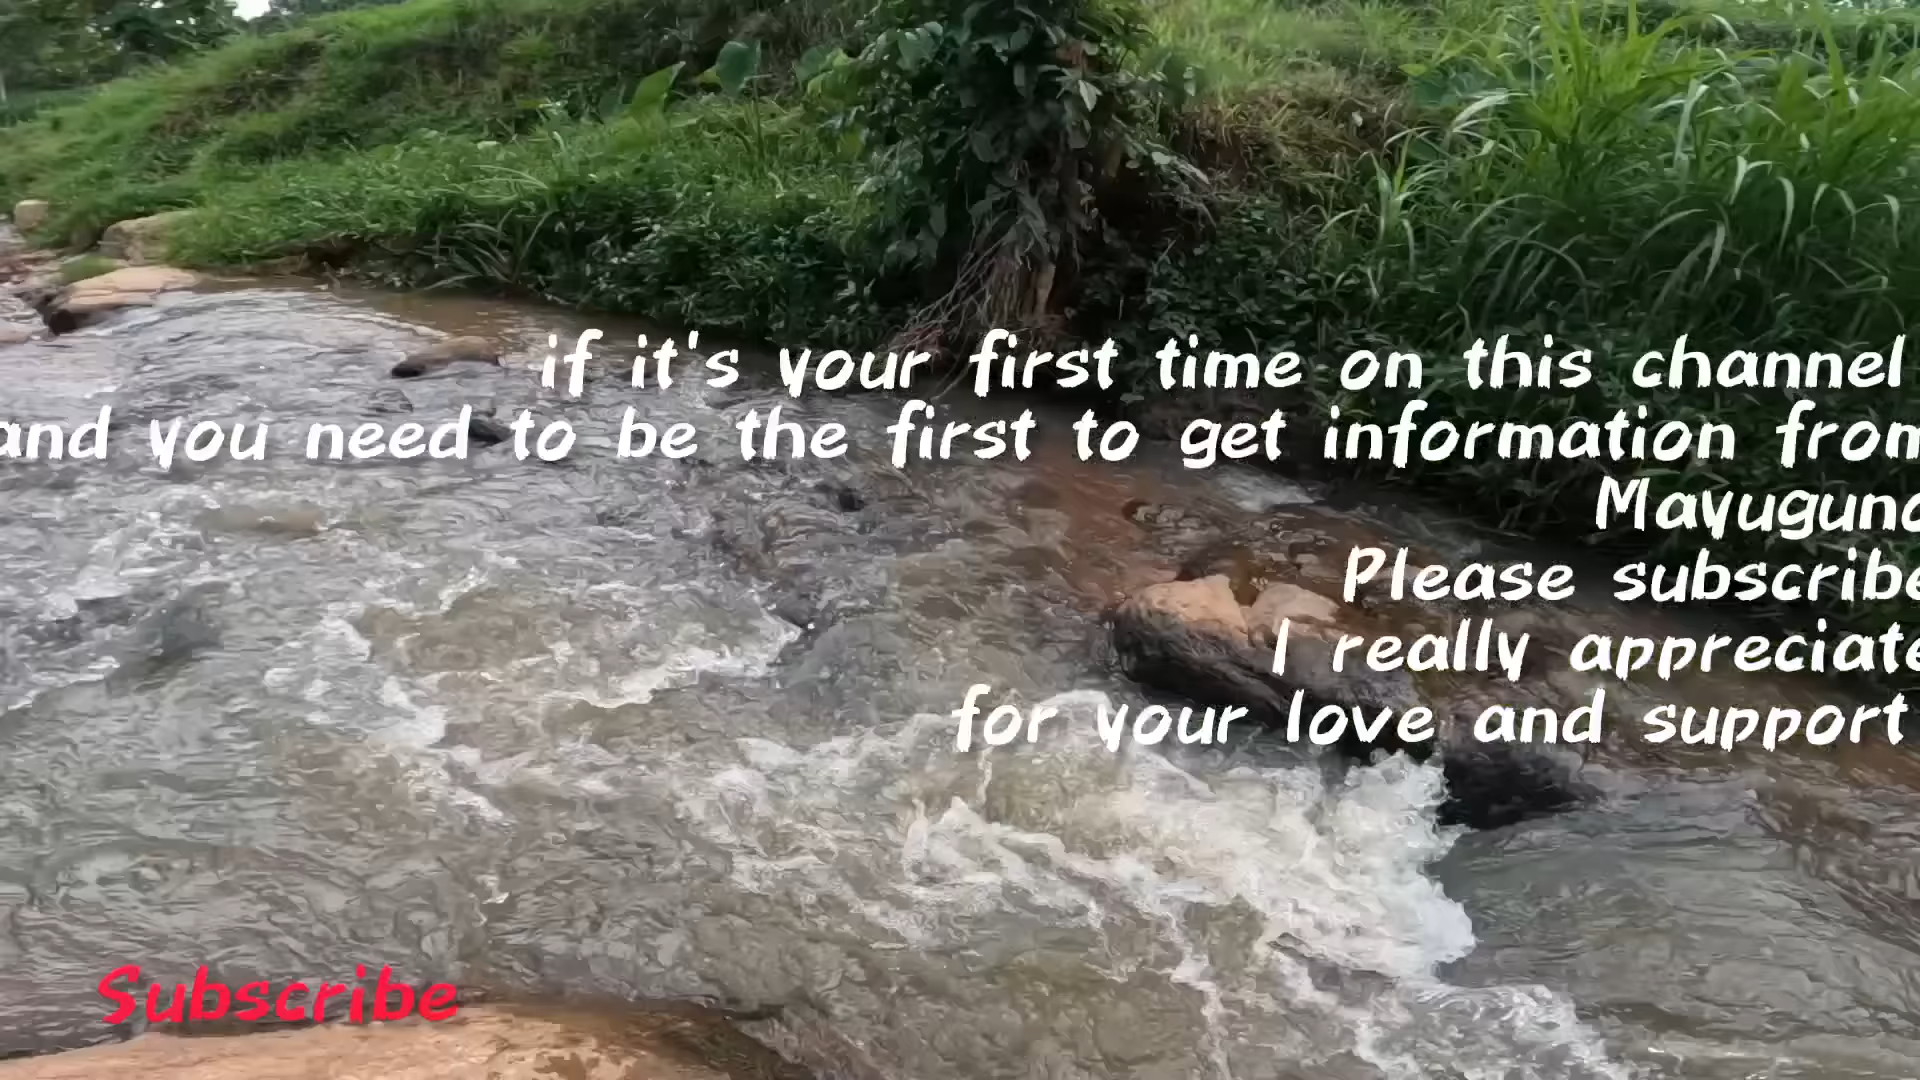 if it's your first time on this channel
and you need to be the first to get information from
Mayuguna
Please subscribe
I really appreciate
for your love and support
Subscribe